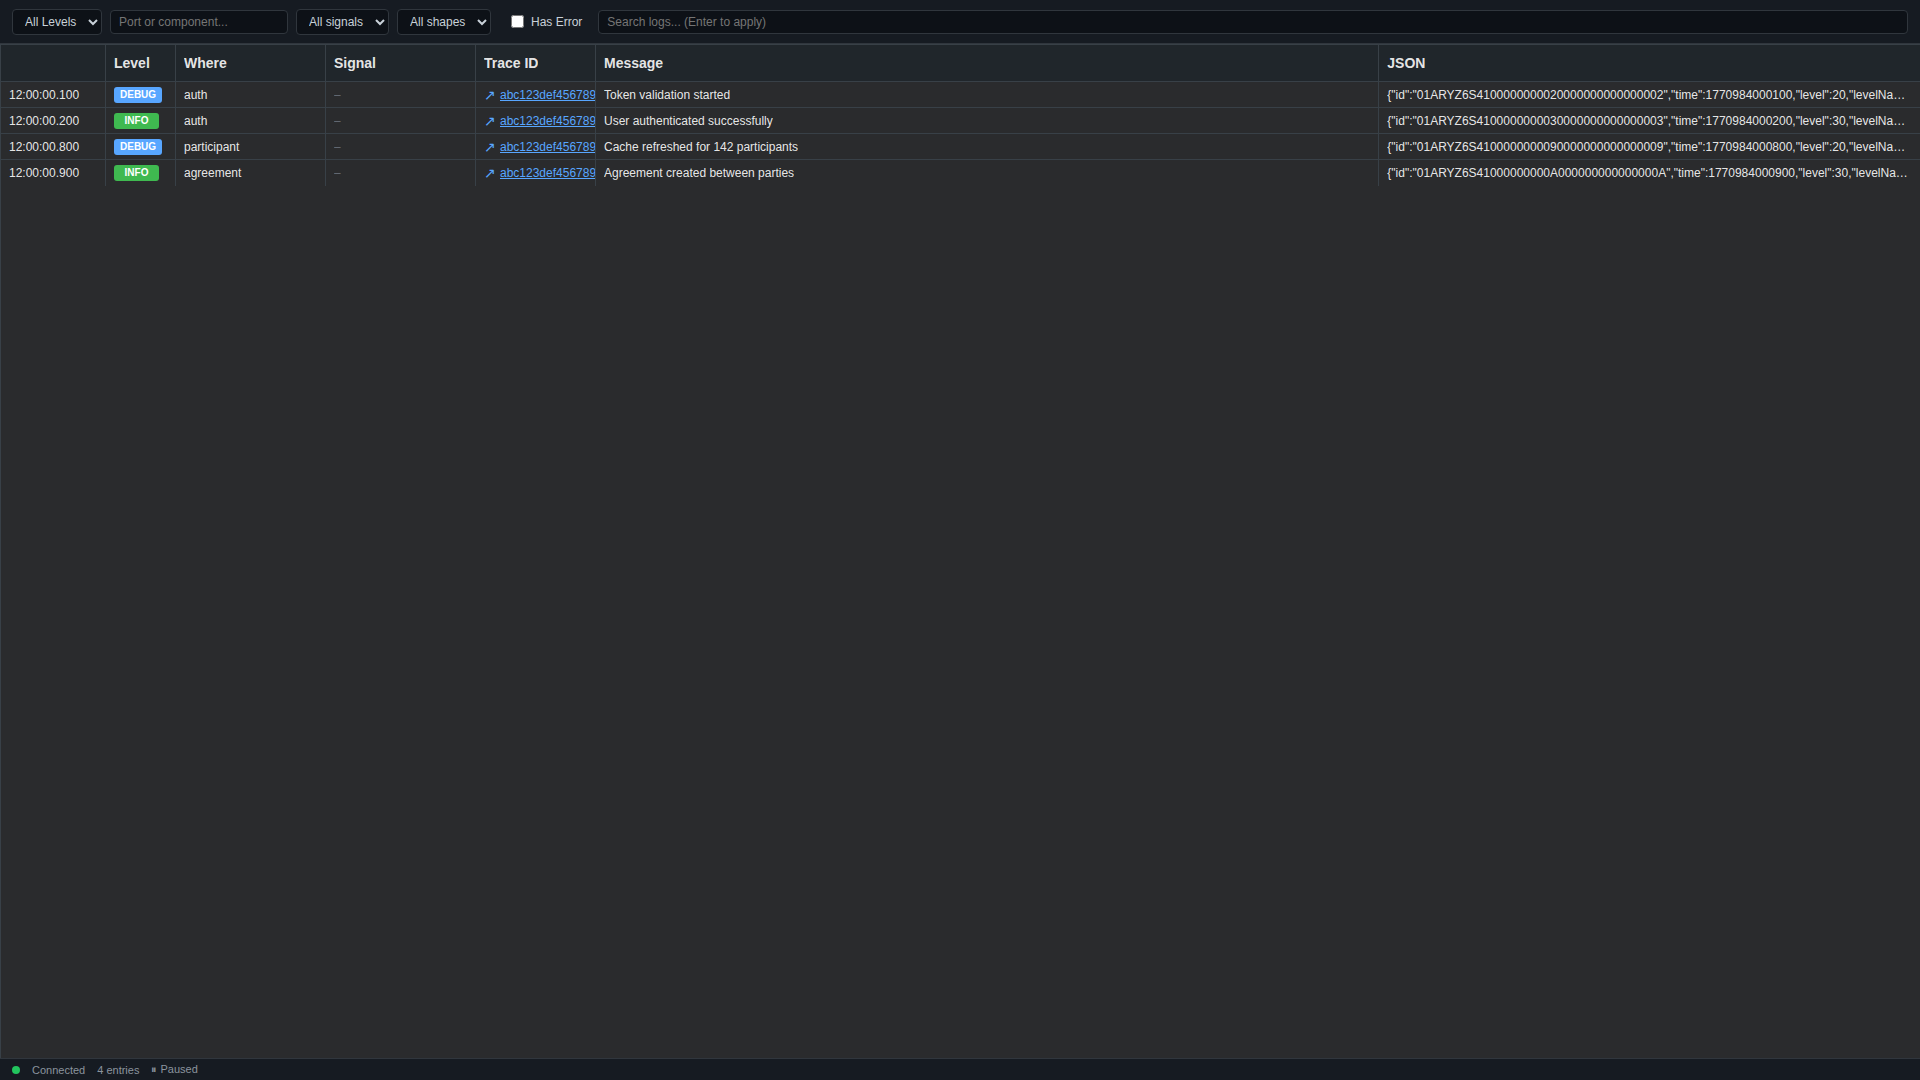 All Levels Port or component... All signals All shapes Has Error Search logs... (Enter to apply)
Level Where Signal Trace ID Message JSON
12:00:00.100 DEBUG auth – ↗ abc123def456789 Token validation started {"id":"01ARYZ6S410000000000020000000000000002","time":1770984000100,"level":20,"levelNa…
12:00:00.200 INFO auth – ↗ abc123def456789 User authenticated successfully {"id":"01ARYZ6S410000000000030000000000000003","time":1770984000200,"level":30,"levelNa…
12:00:00.800 DEBUG participant – ↗ abc123def456789 Cache refreshed for 142 participants {"id":"01ARYZ6S410000000000090000000000000009","time":1770984000800,"level":20,"levelNa…
12:00:00.900 INFO agreement – ↗ abc123def456789 Agreement created between parties {"id":"01ARYZ6S41000000000A000000000000000A","time":1770984000900,"level":30,"levelNa…
Connected 4 entries Paused